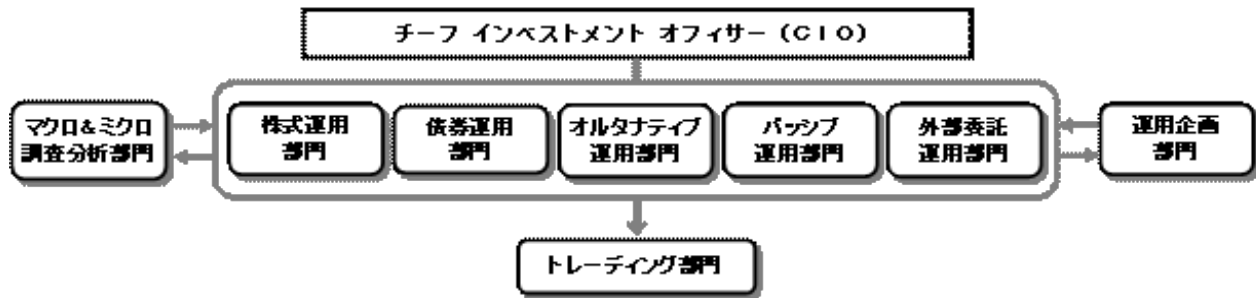 チーフ インベストメント オフィサー (CIO)
マクロ&ミクロ
調査分析部門
株式運用
部門
債券運用
部門
オルタナティブ
運用部門
パッシブ
運用部門
外部委託
運用部門
運用企画
部門
トレーディング部門